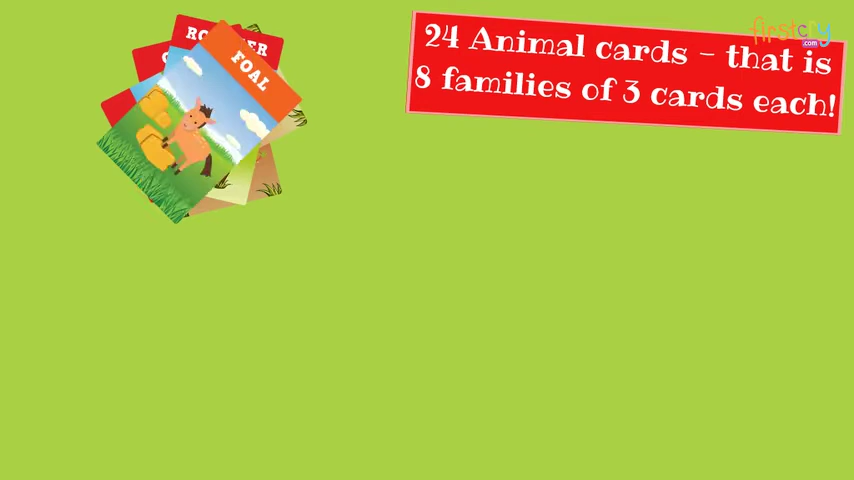 FOAL
24 Animal cards – that is
8 families of 3 cards each!
firstcry
.com